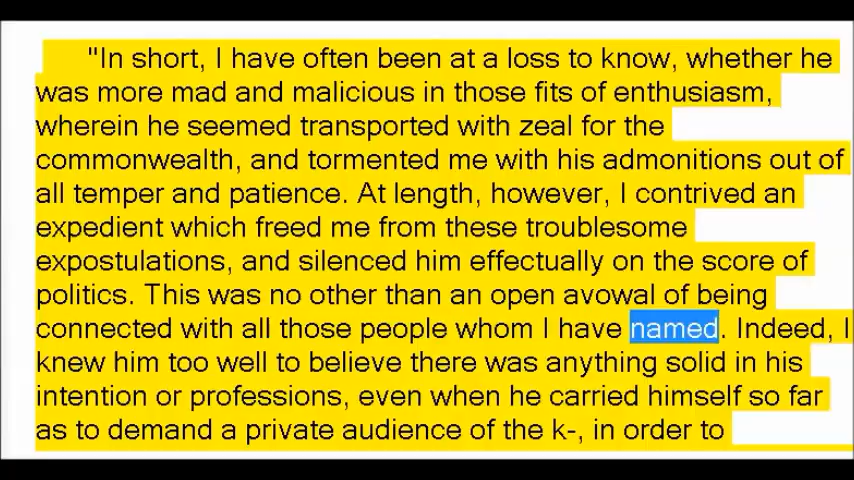 "In short, I have often been at a loss to know, whether he
was more mad and malicious in those fits of enthusiasm,
wherein he seemed transported with zeal for the
commonwealth, and tormented me with his admonitions out of
all temper and patience. At length, however, I contrived an
expedient which freed me from these troublesome
expostulations, and silenced him effectually on the score of
politics. This was no other than an open avowal of being
connected with all those people whom I have named. Indeed, I
knew him too well to believe there was anything solid in his
intention or professions, even when he carried himself so far
as to demand a private audience of the k-, in order to